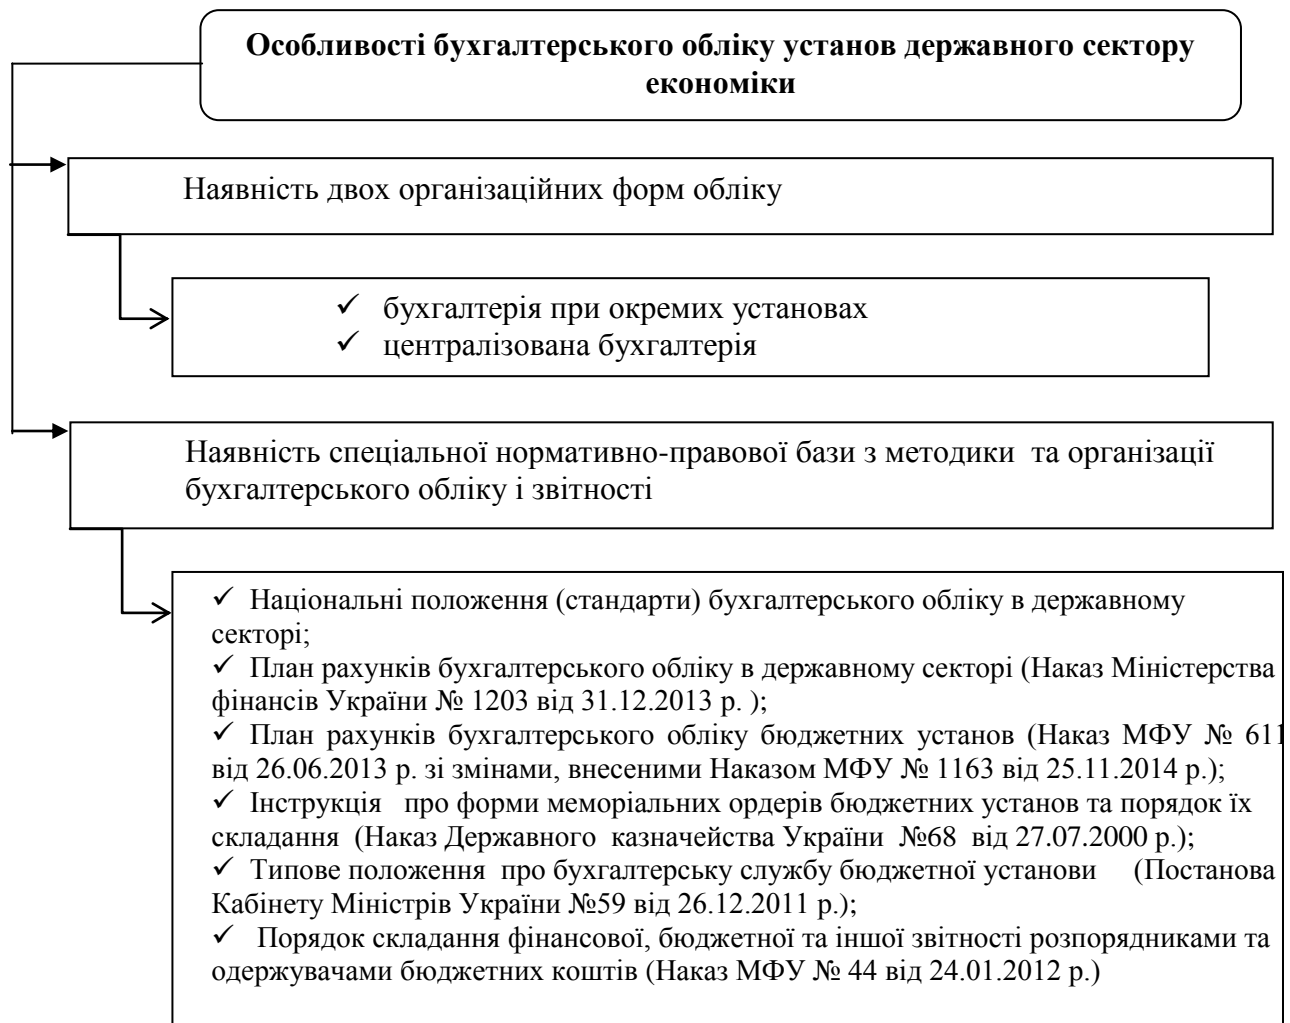 Особливості бухгалтерського обліку установ державного сектору
економіки
Наявність двох організаційних форм обліку
✓ бухгалтерія при окремих установах
✓ централізована бухгалтерія
Наявність спеціальної нормативно-правової бази з методики та організації
бухгалтерського обліку і звітності
✓ Національні положення (стандарти) бухгалтерського обліку в державному
секторі;
✓ План рахунків бухгалтерського обліку в державному секторі (Наказ Міністерства
фінансів України № 1203 від 31.12.2013 р. );
✓ План рахунків бухгалтерського обліку бюджетних установ (Наказ МФУ № 611
від 26.06.2013 р. зі змінами, внесеними Наказом МФУ № 1163 від 25.11.2014 р.);
✓ Інструкція про форми меморіальних ордерів бюджетних установ та порядок їх
складання (Наказ Державного казначейства України №68 від 27.07.2000 р.);
✓ Типове положення про бухгалтерську службу бюджетної установи (Постанова
Кабінету Міністрів України №59 від 26.12.2011 р.);
✓ Порядок складання фінансової, бюджетної та іншої звітності розпорядниками та
одержувачами бюджетних коштів (Наказ МФУ № 44 від 24.01.2012 р.)